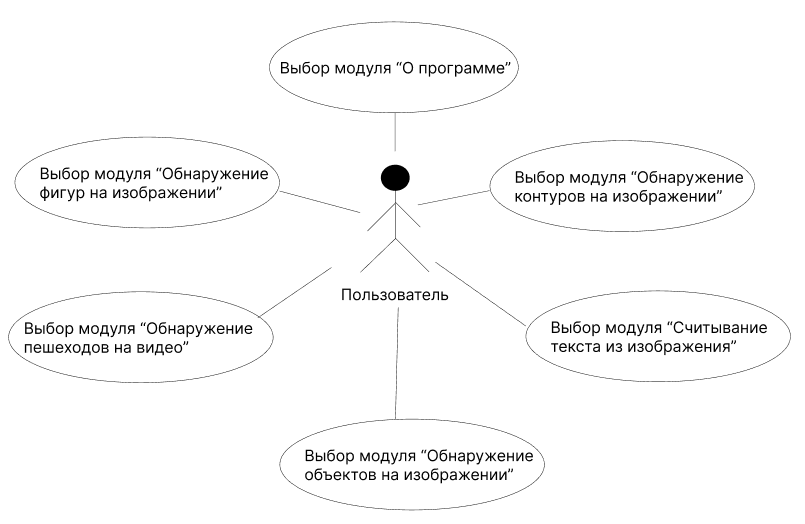 Выбор модуля “О программе”
Выбор модуля “Обнаружение
фигур на изображении”
Выбор модуля “Обнаружение
контуров на изображении”
Пользователь
Выбор модуля “Обнаружение
пешеходов на видео”
Выбор модуля “Считывание
текста из изображения”
Выбор модуля “Обнаружение
объектов на изображении”